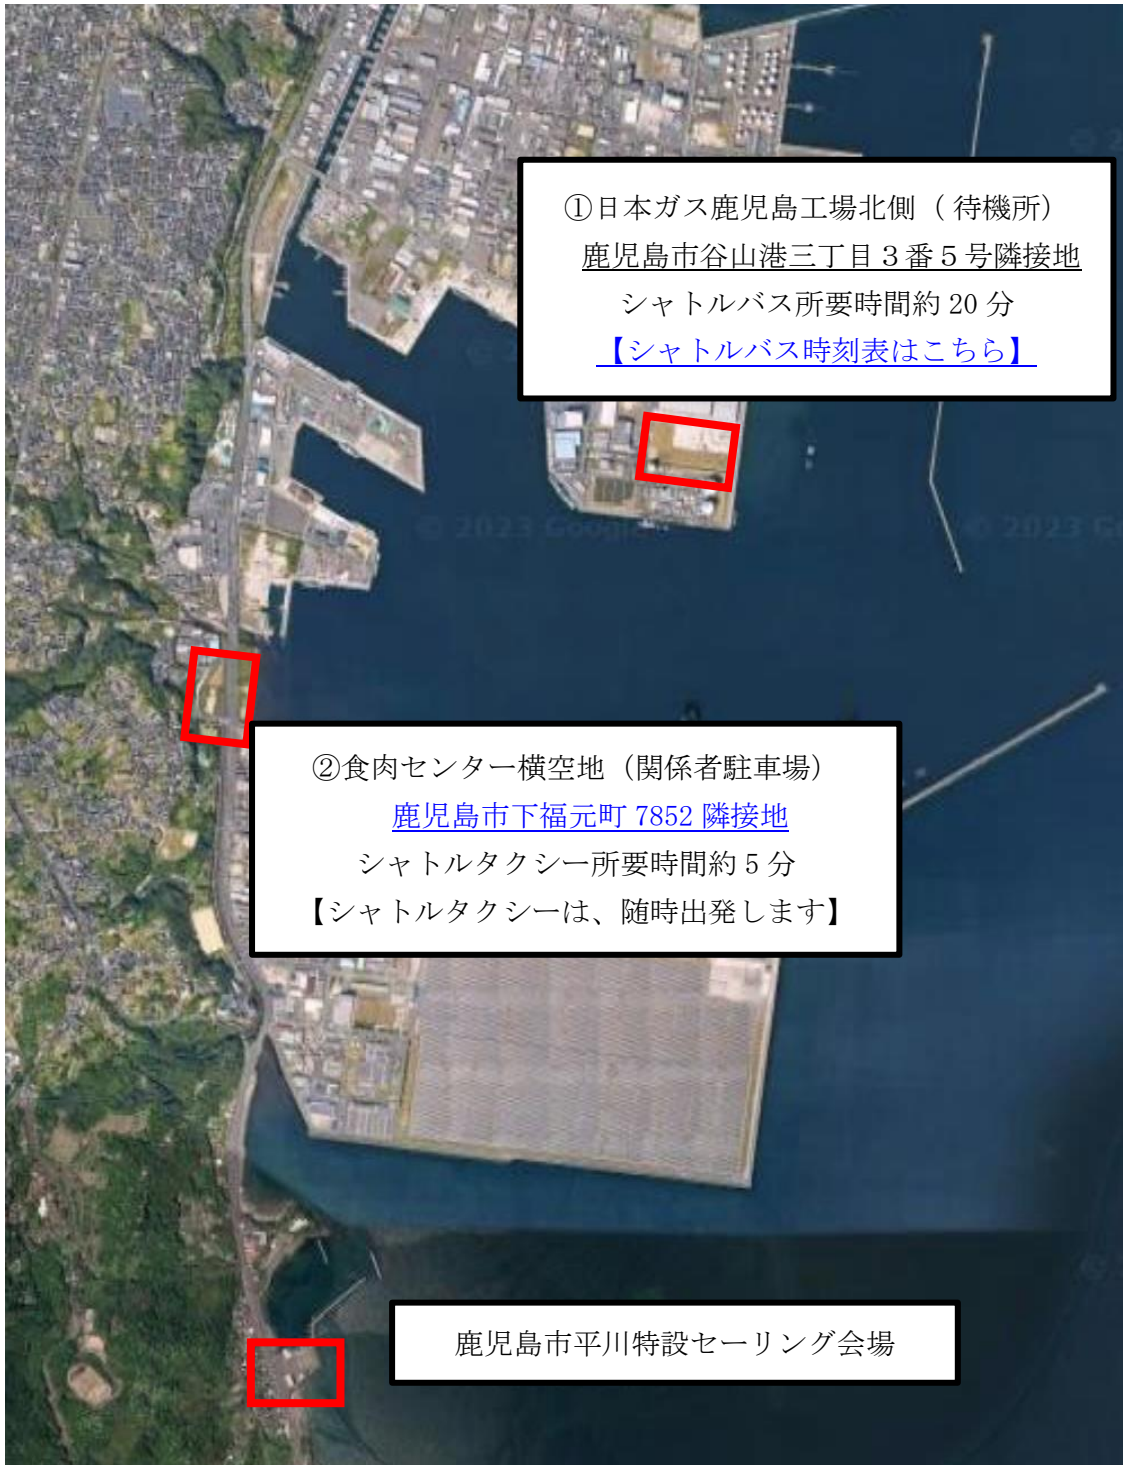 ①日本ガス鹿児島工場北側（待機所）
鹿児島市谷山港三丁目３番５号隣接地
シャトルバス所要時間約 20 分
【シャトルバス時刻表はこちら】
© 2023 Google
②食肉センター横空地（関係者駐車場）
鹿児島市下福元町 7852 隣接地
シャトルタクシー所要時間約 5 分
【シャトルタクシーは、随時出発します】
鹿児島市平川特設セーリング会場